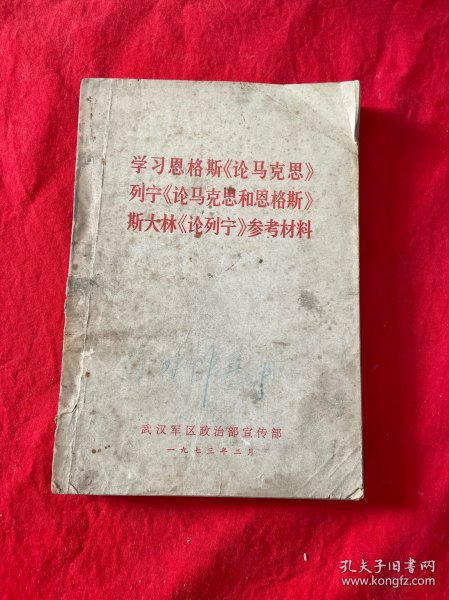 学习恩格斯《论马克思》
列宁《论马克思和恩格斯》
斯大林《论列宁》参考材料
武汉军区政治部宣传部
一九七三年二月
孔夫子旧书网
www.kongfz.com